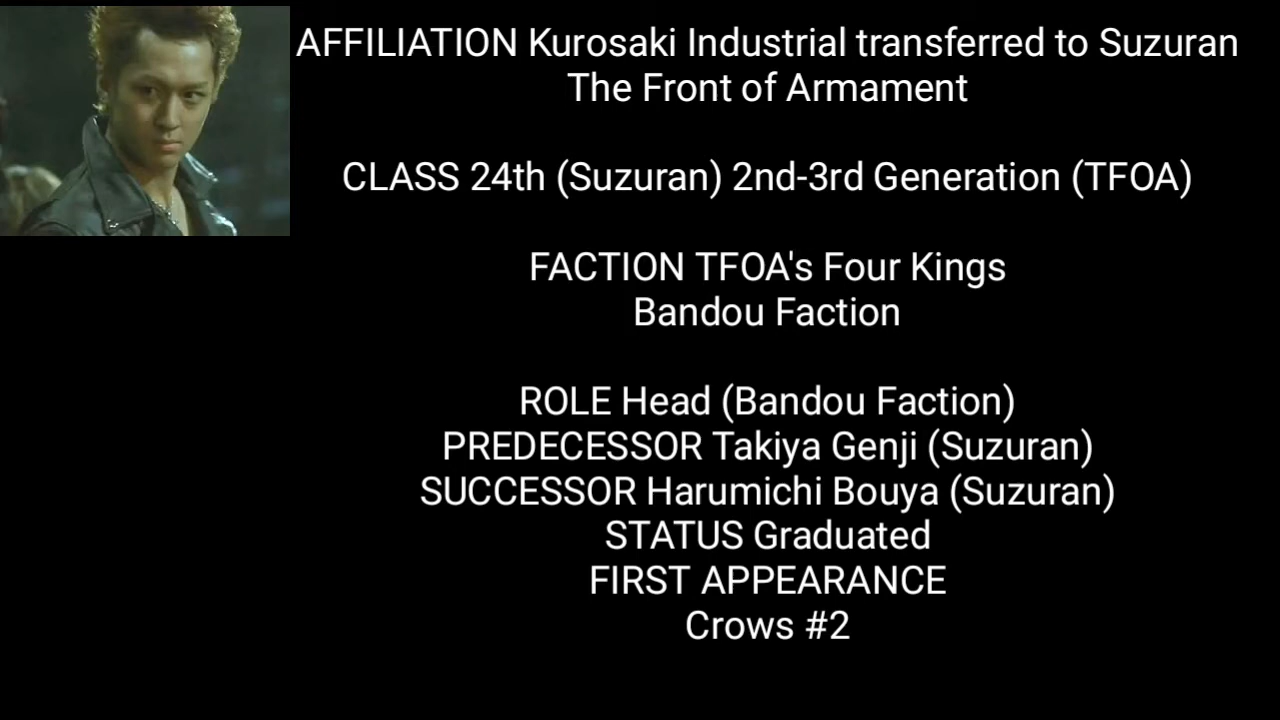 AFFILIATION Kurosaki Industrial transferred to Suzuran
The Front of Armament
CLASS 24th (Suzuran) 2nd-3rd Generation (TFOA)
FACTION TFOA's Four Kings
Bandou Faction
ROLE Head (Bandou Faction)
PREDECESSOR Takiya Genji (Suzuran)
SUCCESSOR Harumichi Bouya (Suzuran)
STATUS Graduated
FIRST APPEARANCE
Crows #2